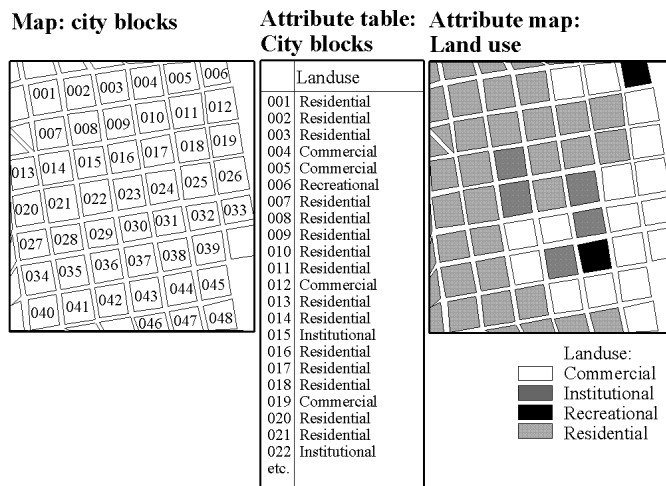 Map: city blocks
001 002 003 004 005 006
007 008 009 010 011 012
013 014 015 016 017 018 019
020 021 022 023 024 025 026
027 028 029 030 031 032 033
034 035 036 037 038 039
040 041 042 043 044 045
046 047 048
Attribute table:
City blocks
Landuse
001 Residential
002 Residential
003 Residential
004 Commercial
005 Commercial
006 Recreational
007 Residential
008 Residential
009 Residential
010 Residential
011 Residential
012 Commercial
013 Residential
014 Residential
015 Institutional
016 Residential
017 Residential
018 Residential
019 Commercial
020 Residential
021 Residential
022 Institutional
etc.
Attribute map:
Land use
Landuse:
Commercial
Institutional
Recreational
Residential